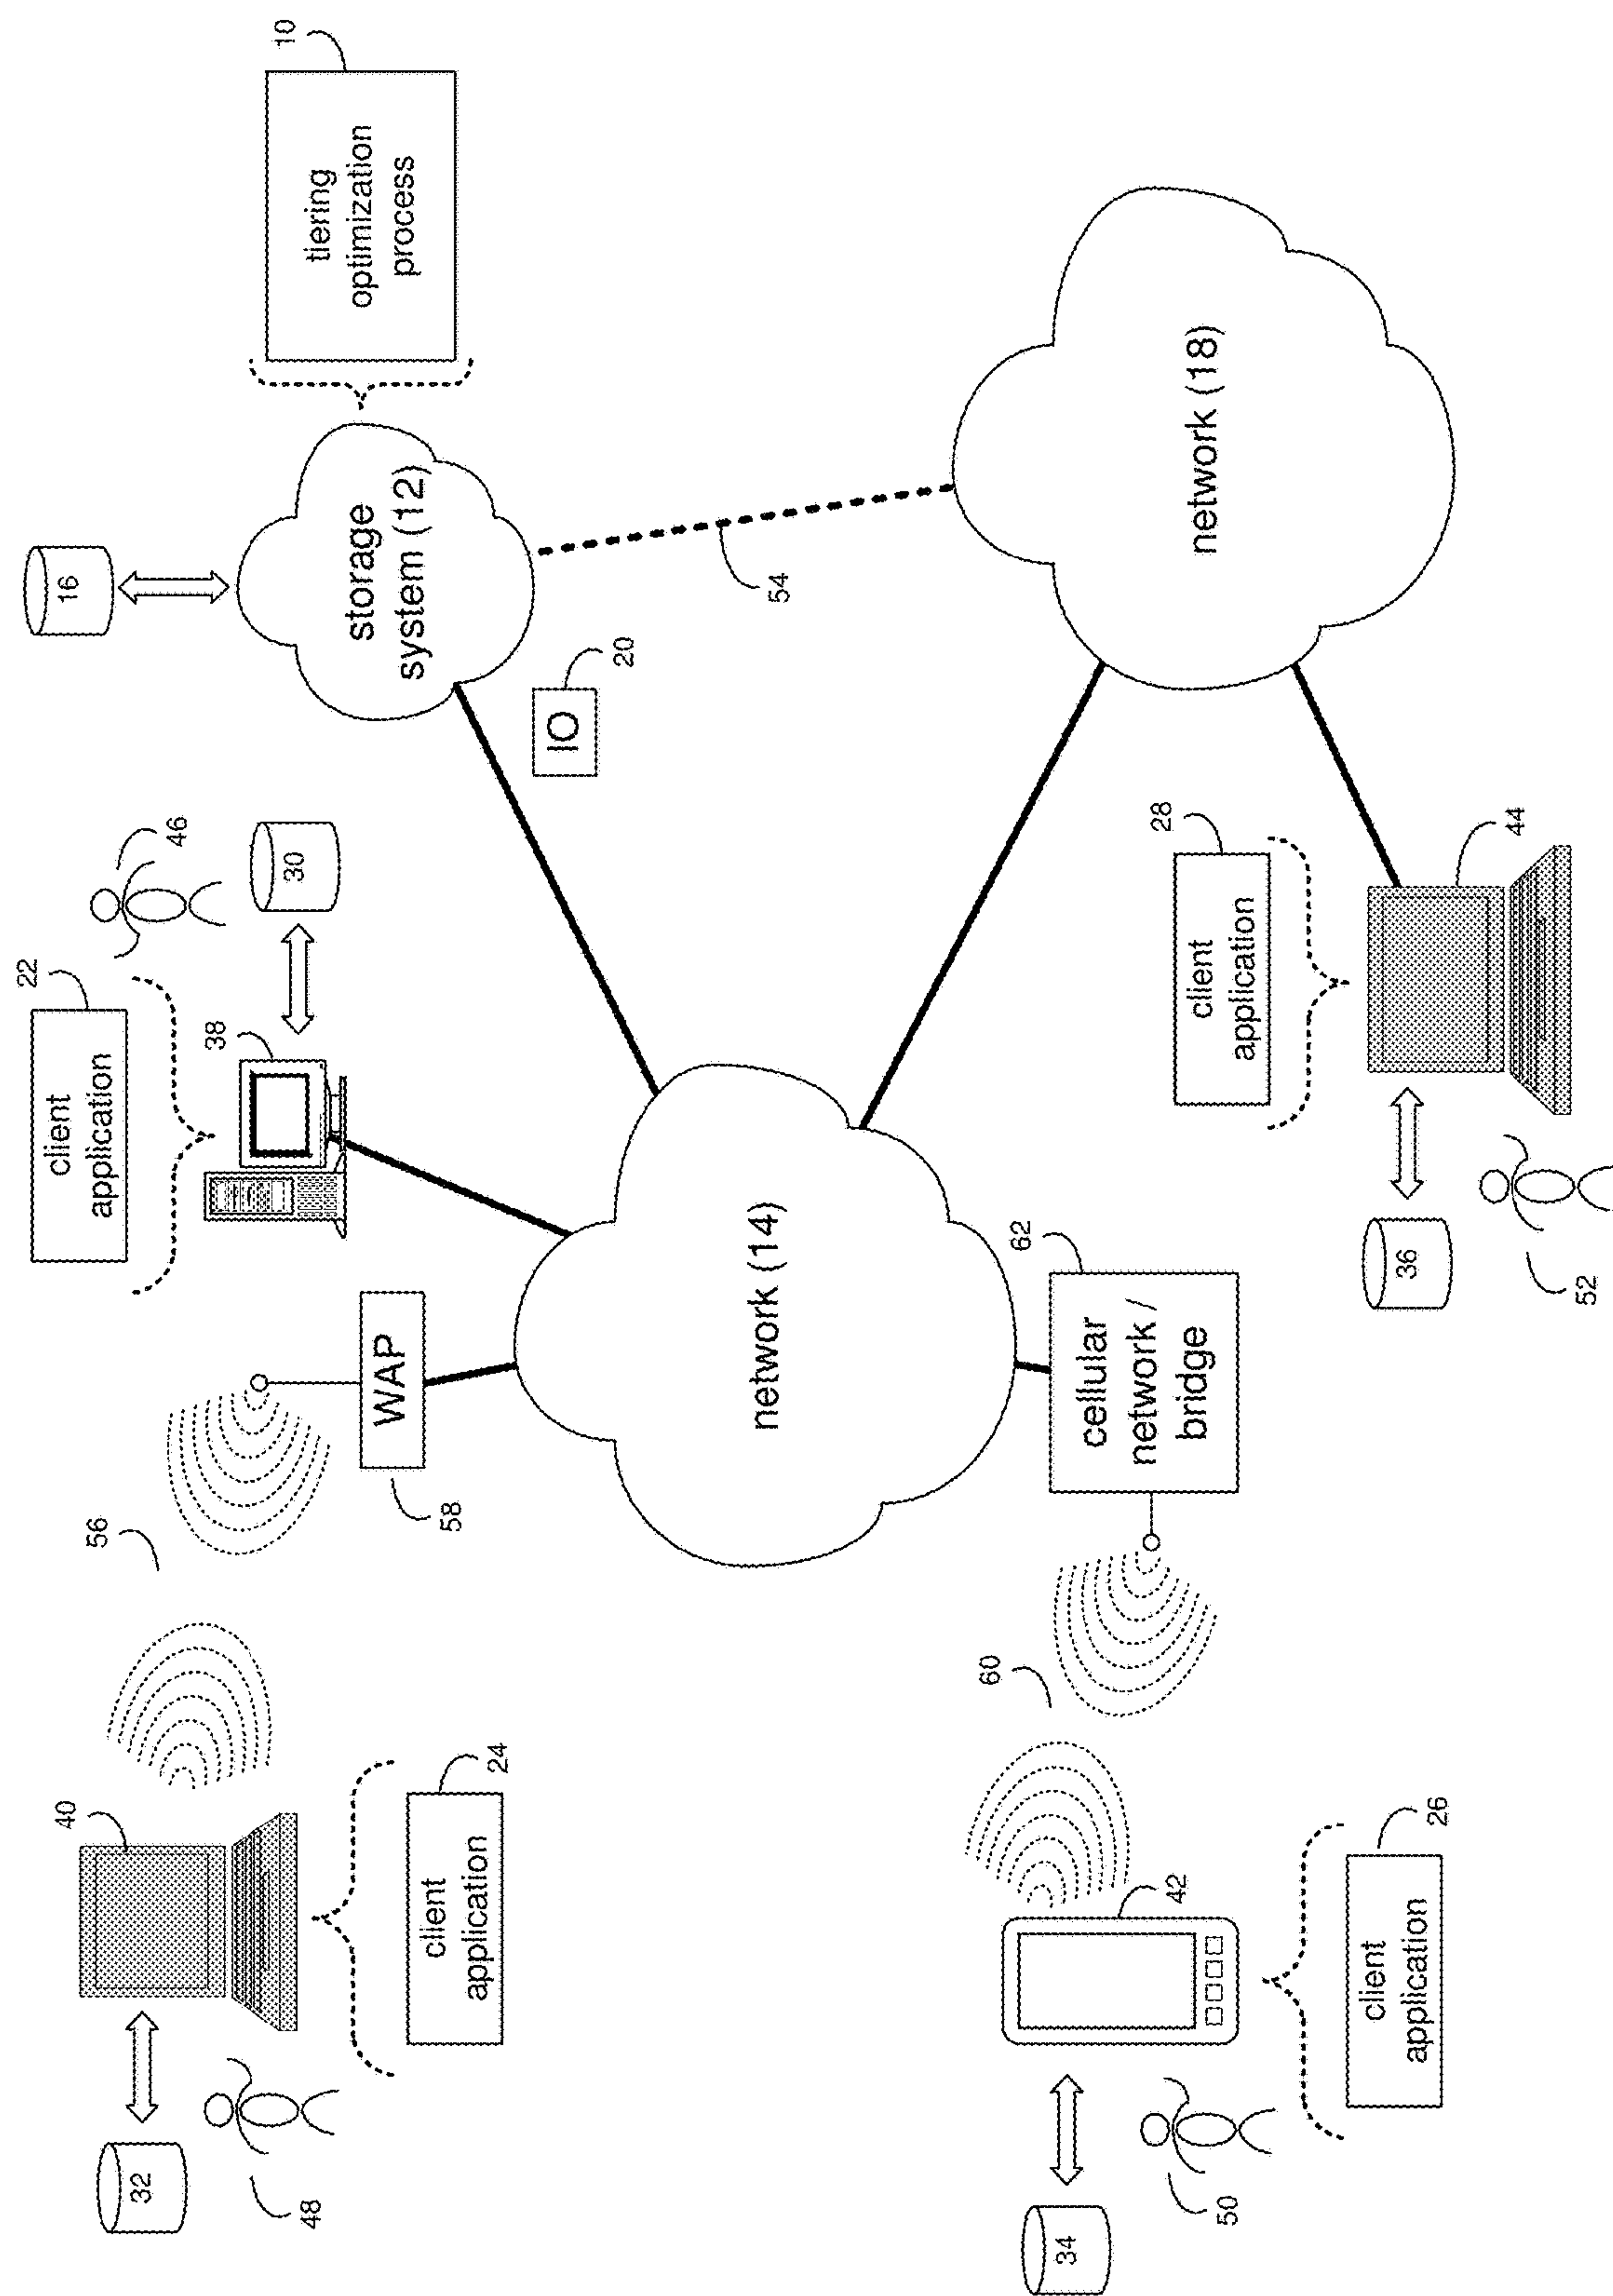 32
48
40
24
client
application
56
58
WAP
22
client
application
38
46
30
16
storage
system (12)
10
tiering
optimization
process
IO
20
54
network (14)
network (18)
34
50
42
26
client
application
60
62
cellular
network /
bridge
28
client
application
44
36
52